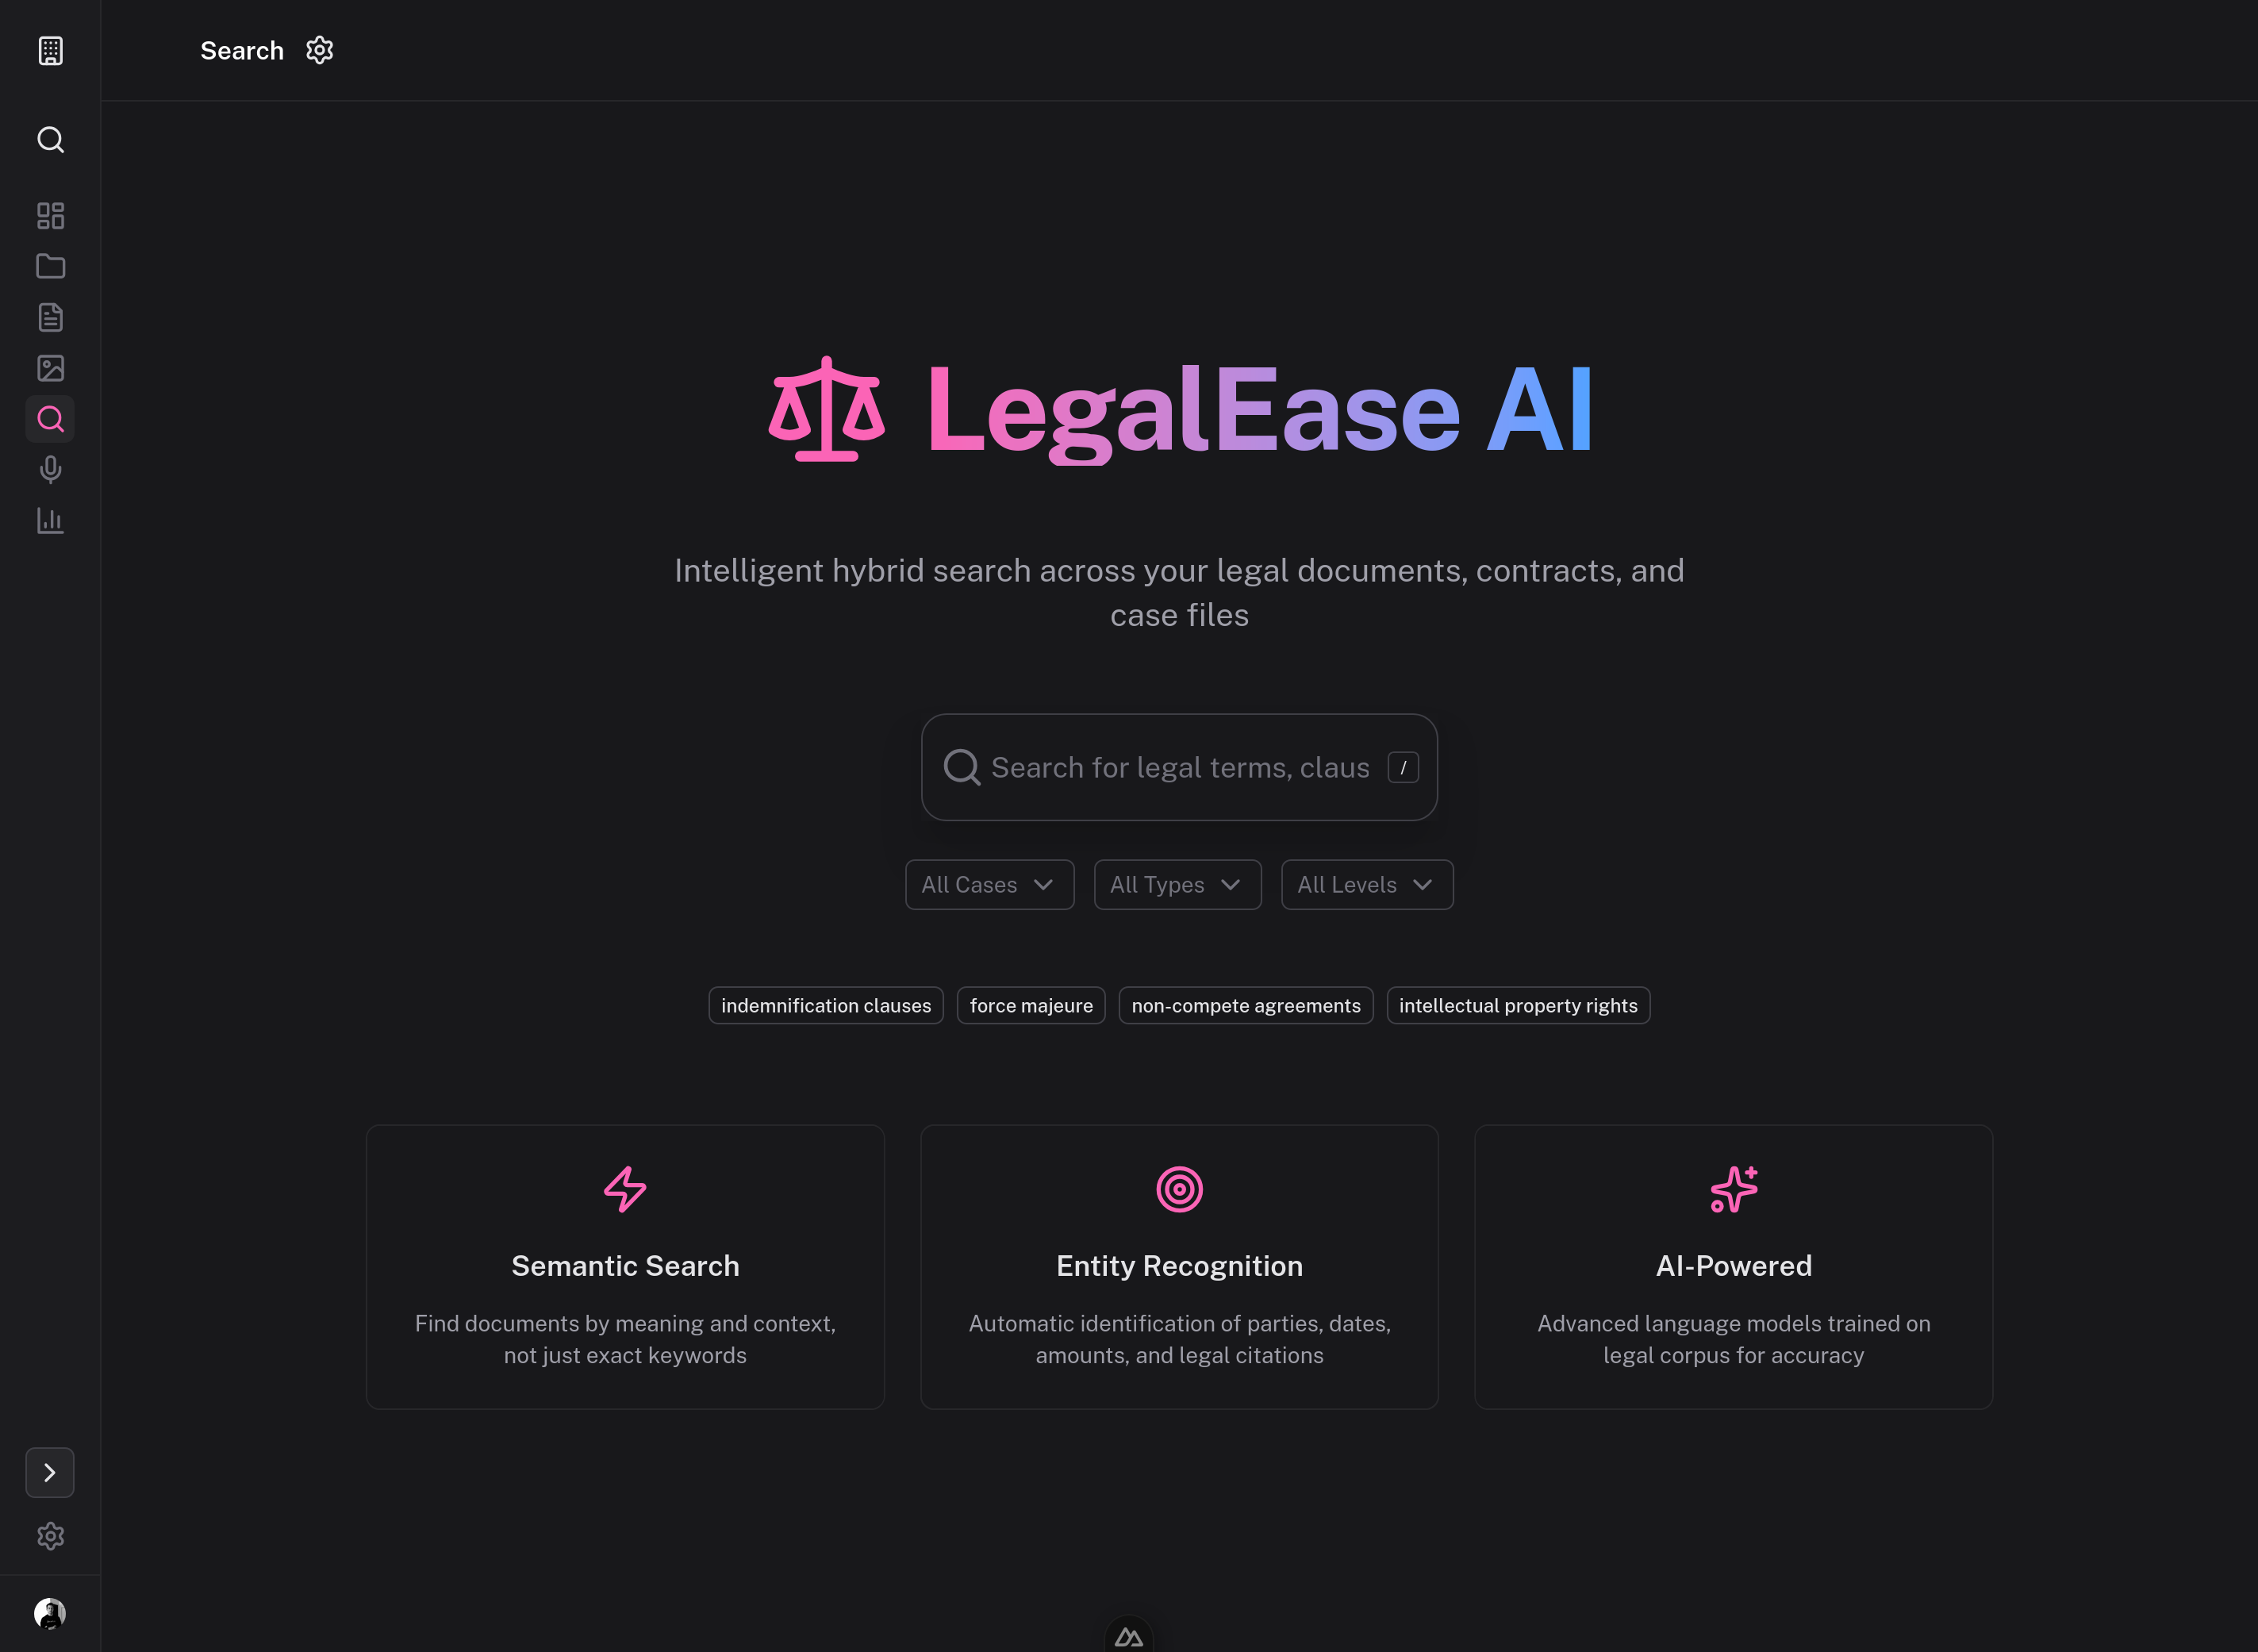 Search
LegalEase AI
Intelligent hybrid search across your legal documents, contracts, and
case files
Search for legal terms, claus
/
All Cases
All Types
All Levels
indemnification clauses
force majeure
non-compete agreements
intellectual property rights
Semantic Search
Find documents by meaning and context,
not just exact keywords
Entity Recognition
Automatic identification of parties, dates,
amounts, and legal citations
AI-Powered
Advanced language models trained on
legal corpus for accuracy